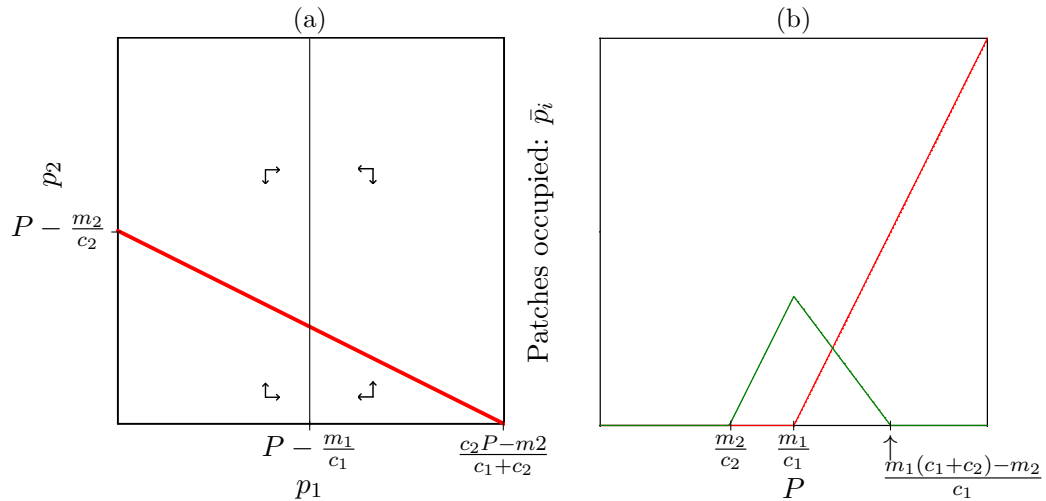 (a)
p₂
P − m₂/c₂
P − m₁/c₁
(c₂P−m2)/(c₁+c₂)
p₁
(b)
Patches occupied: p̄ᵢ
m₂/c₂
m₁/c₁
(m₁(c₁+c₂)−m₂)/c₁
P